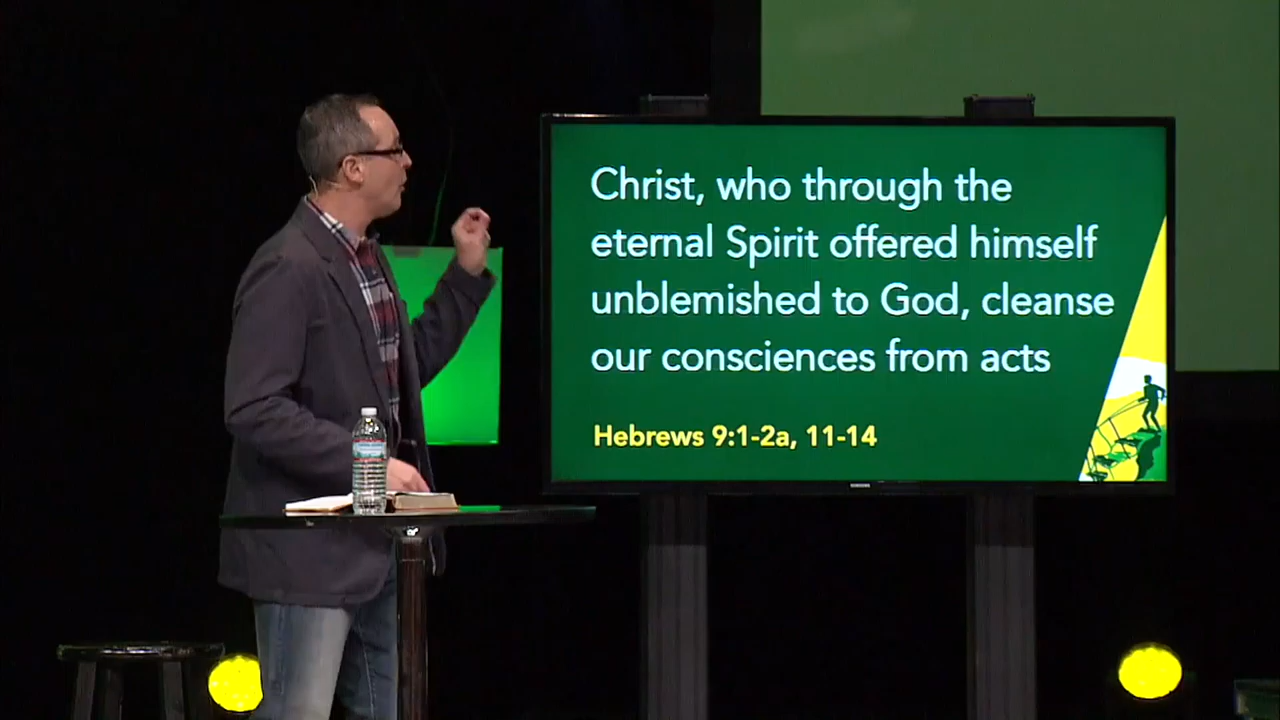 Christ, who through the
eternal Spirit offered himself
unblemished to God, cleanse
our consciences from acts
Hebrews 9:1-2a, 11-14
SAMSUNG